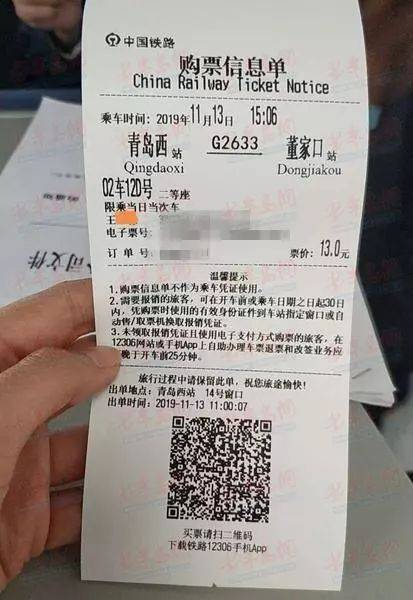 中国铁路
购票信息单
China Railway Ticket Notice
乘车时间：2019年11月13日 15:06
青岛西站 G2633 董家口站
Qingdaoxi Dongjiakou
02车12D号 二等座
限乘当日当次车
王
电子票号：
订单号： 票价：13.0元
温馨提示
1.购票信息单不作为乘车凭证使用。
2.需要报销的旅客，可在开车前或乘车日期之日起30日
内，凭购票时使用的有效身份证件到车站指定窗口或自
动售/取票机换取报销凭证。
3.未领取报销凭证且使用电子支付方式购票的旅客，在
12306网站或手机App上自助办理车票退票和改签业务应
不晚于开车前25分钟。
旅行过程中请保留此单，祝您旅途愉快！
出单地点：青岛西站 14号窗口
出单时间：2019-11-13 11:00:07
买票请扫二维码
下载铁路12306手机App
公司文件